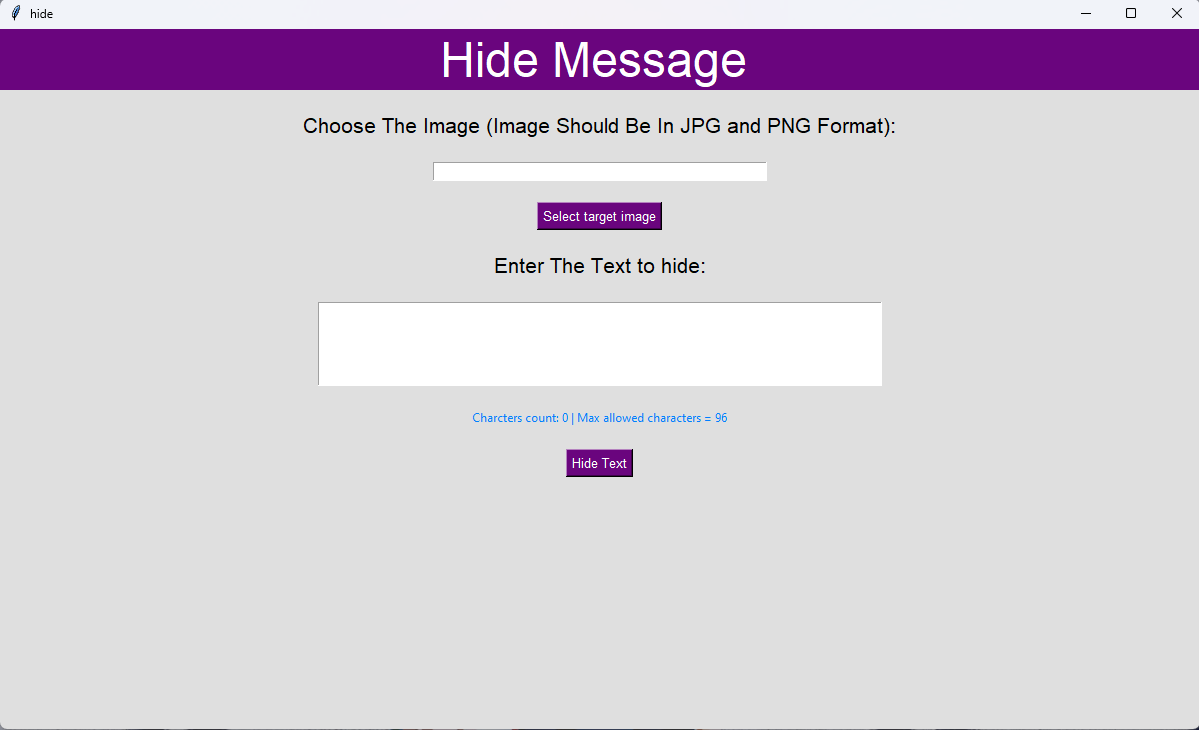 hide
Hide Message
Choose The Image (Image Should Be In JPG and PNG Format):
Select target image
Enter The Text to hide:
Charcters count: 0 | Max allowed characters = 96
Hide Text